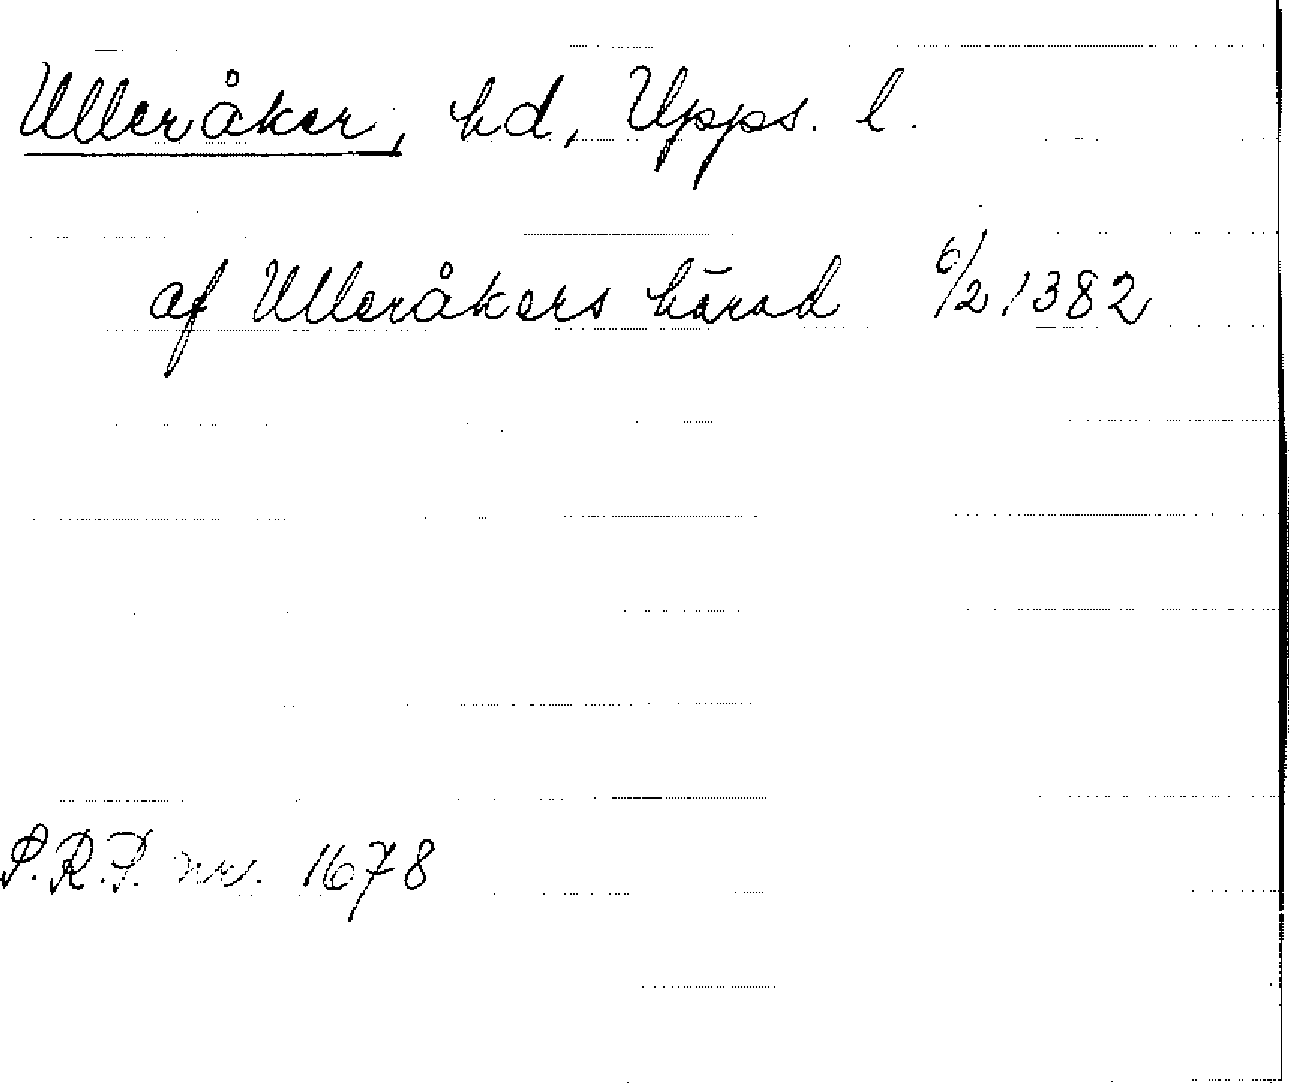 Ulleråker, hd, Upps. l.
af Ulleråkers härad 6/2 1382
P.R.P. nr. 1678